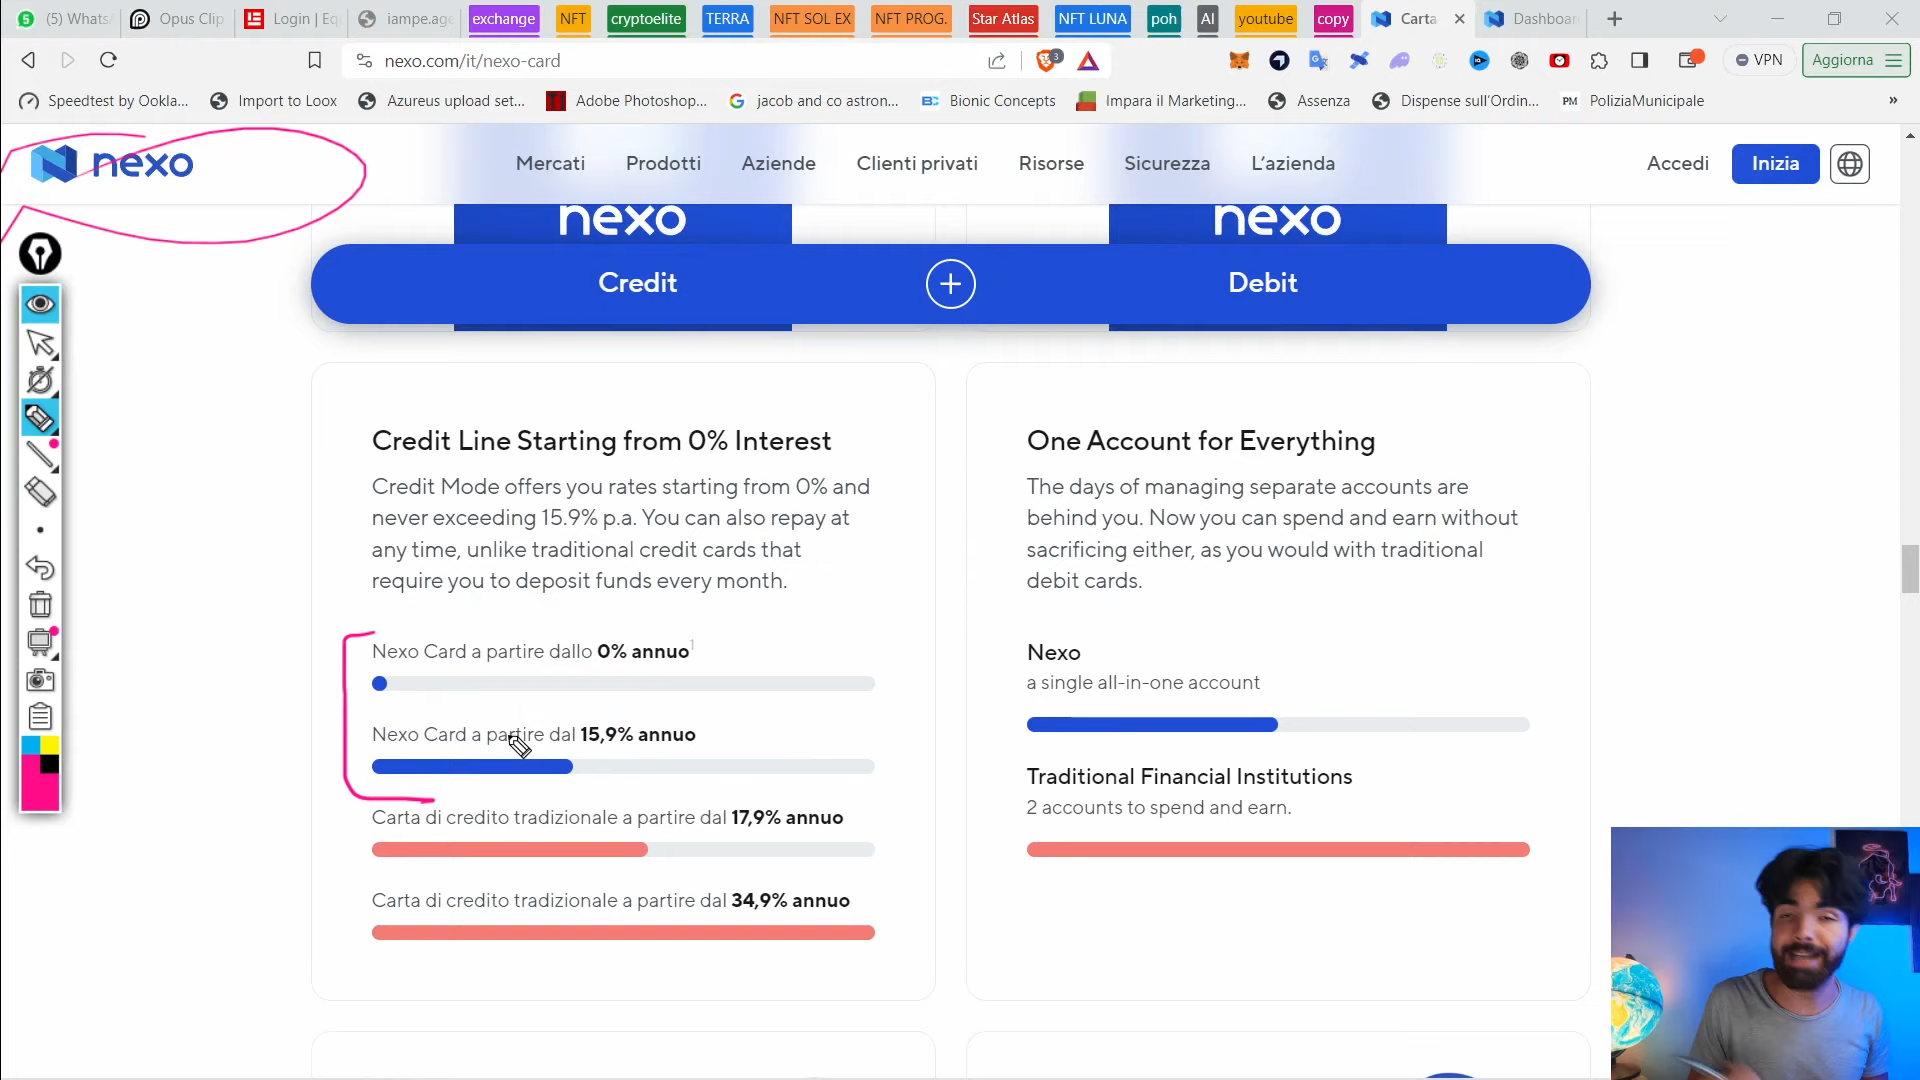 (5) Whats
Opus Clip
Login | Eq
iampe.age
exchange
NFT
cryptoelite
TERRA
NFT SOL EX
NFT PROG.
Star Atlas
NFT LUNA
poh
AI
youtube
copy
Carta
Dashboar
nexo.com/it/nexo-card
3
VPN
Aggiorna
Speedtest by Ookla...
Import to Loox
Azureus upload set...
Adobe Photoshop...
jacob and co astron...
Bionic Concepts
Impara il Marketing...
Assenza
Dispense sull'Ordin...
PM PoliziaMunicipale
»
nexo
Mercati
Prodotti
Aziende
Clienti privati
Risorse
Sicurezza
L'azienda
Accedi
Inizia
nexo
nexo
Credit
Debit
Credit Line Starting from 0% Interest
Credit Mode offers you rates starting from 0% and
never exceeding 15.9% p.a. You can also repay at
any time, unlike traditional credit cards that
require you to deposit funds every month.
Nexo Card a partire dallo 0% annuo¹
Nexo Card a partire dal 15,9% annuo
Carta di credito tradizionale a partire dal 17,9% annuo
Carta di credito tradizionale a partire dal 34,9% annuo
One Account for Everything
The days of managing separate accounts are
behind you. Now you can spend and earn without
sacrificing either, as you would with traditional
debit cards.
Nexo
a single all-in-one account
Traditional Financial Institutions
2 accounts to spend and earn.